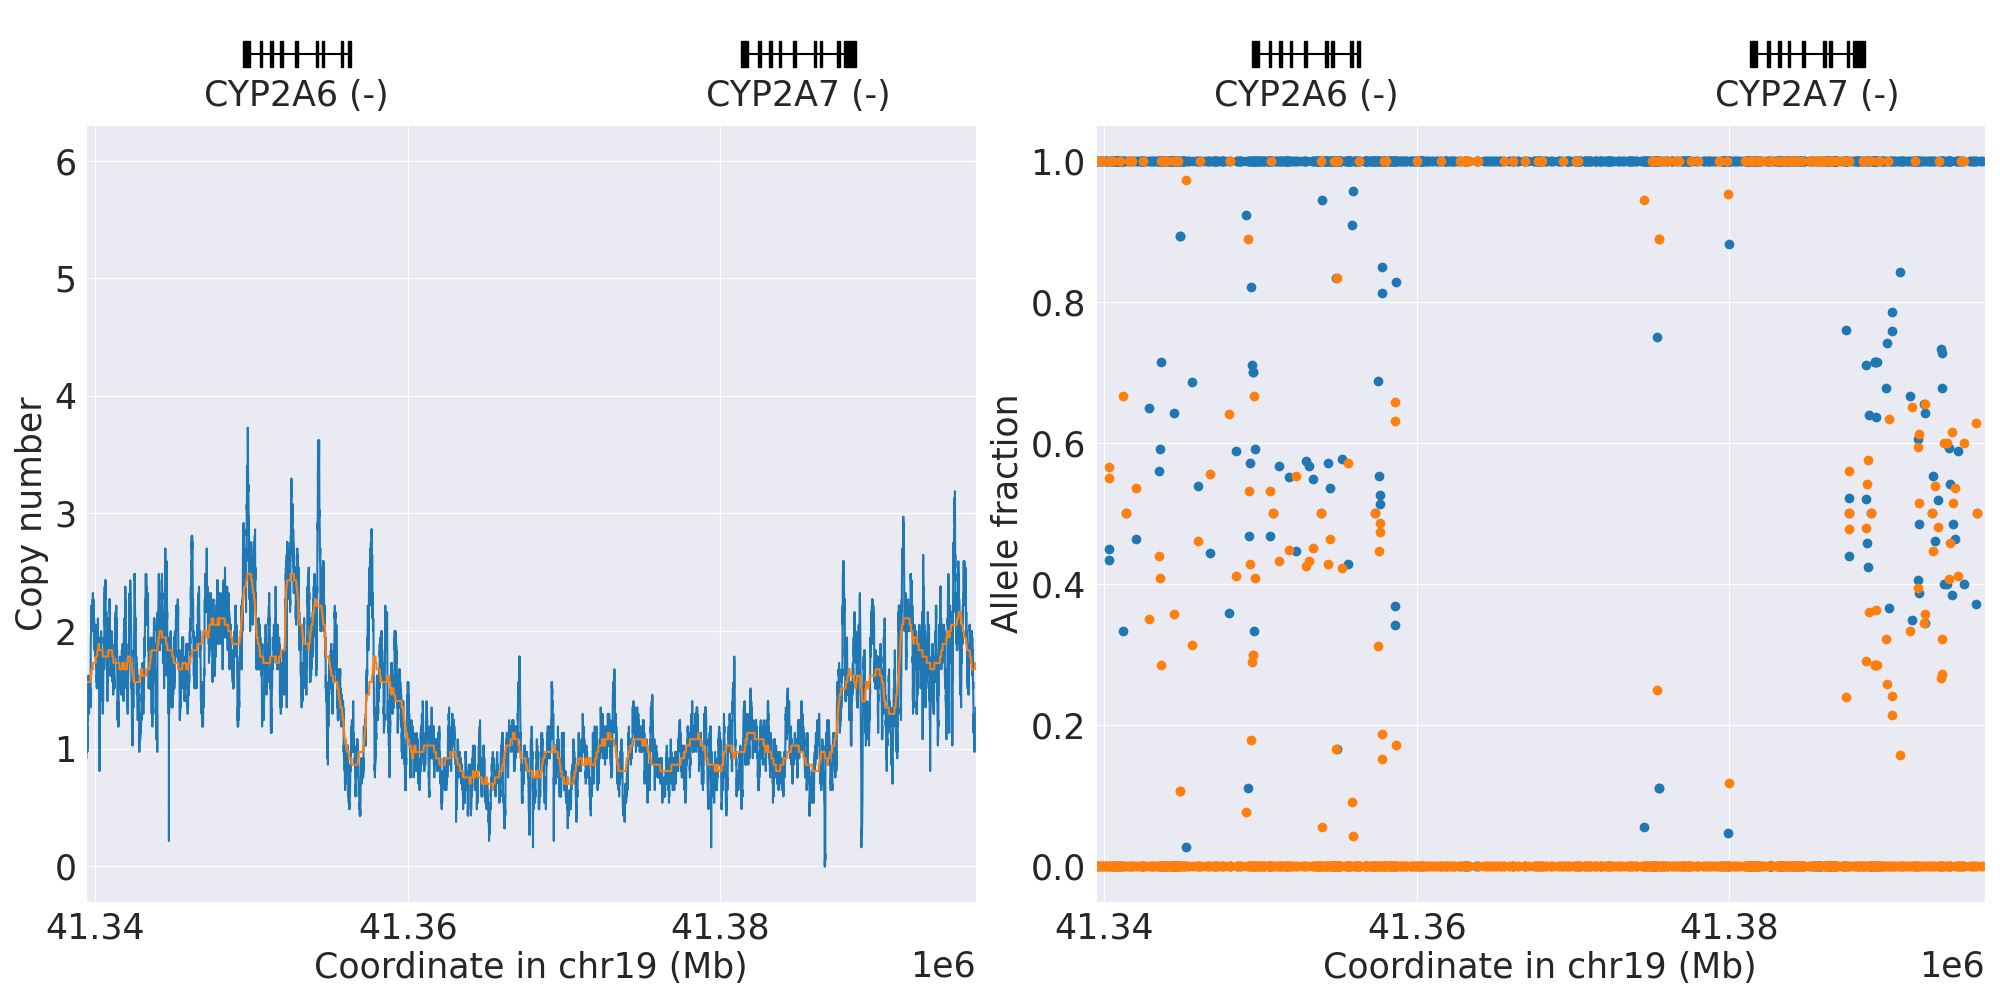 CYP2A6 (-)
CYP2A7 (-)
Copy number
6
5
4
3
2
1
0
41.34
41.36
41.38
Coordinate in chr19 (Mb)
1e6
CYP2A6 (-)
CYP2A7 (-)
Allele fraction
1.0
0.8
0.6
0.4
0.2
0.0
41.34
41.36
41.38
Coordinate in chr19 (Mb)
1e6